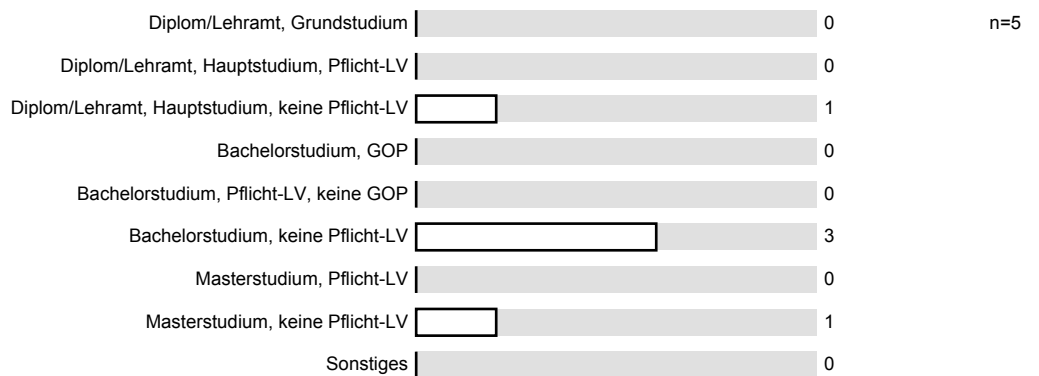 Diplom/Lehramt, Grundstudium 0 n=5
Diplom/Lehramt, Hauptstudium, Pflicht-LV 0
Diplom/Lehramt, Hauptstudium, keine Pflicht-LV 1
Bachelorstudium, GOP 0
Bachelorstudium, Pflicht-LV, keine GOP 0
Bachelorstudium, keine Pflicht-LV 3
Masterstudium, Pflicht-LV 0
Masterstudium, keine Pflicht-LV 1
Sonstiges 0